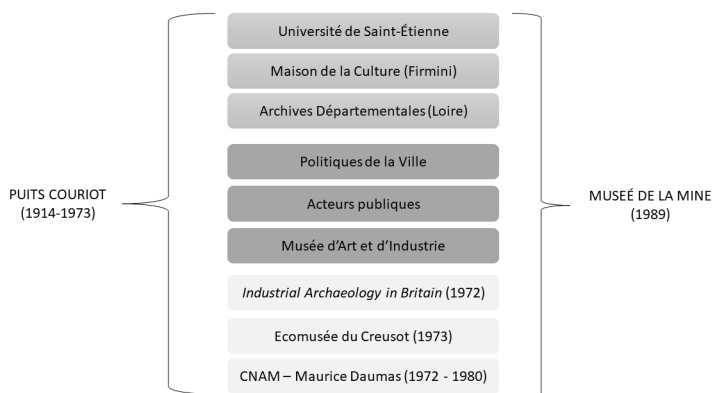 PUITS COURIOT
(1914-1973)
Université de Saint-Étienne
Maison de la Culture (Firmini)
Archives Départementales (Loire)
Politiques de la Ville
Acteurs publiques
Musée d'Art et d'Industrie
Industrial Archaeology in Britain (1972)
Ecomusée du Creusot (1973)
CNAM – Maurice Daumas (1972 - 1980)
MUSEÉ DE LA MINE
(1989)